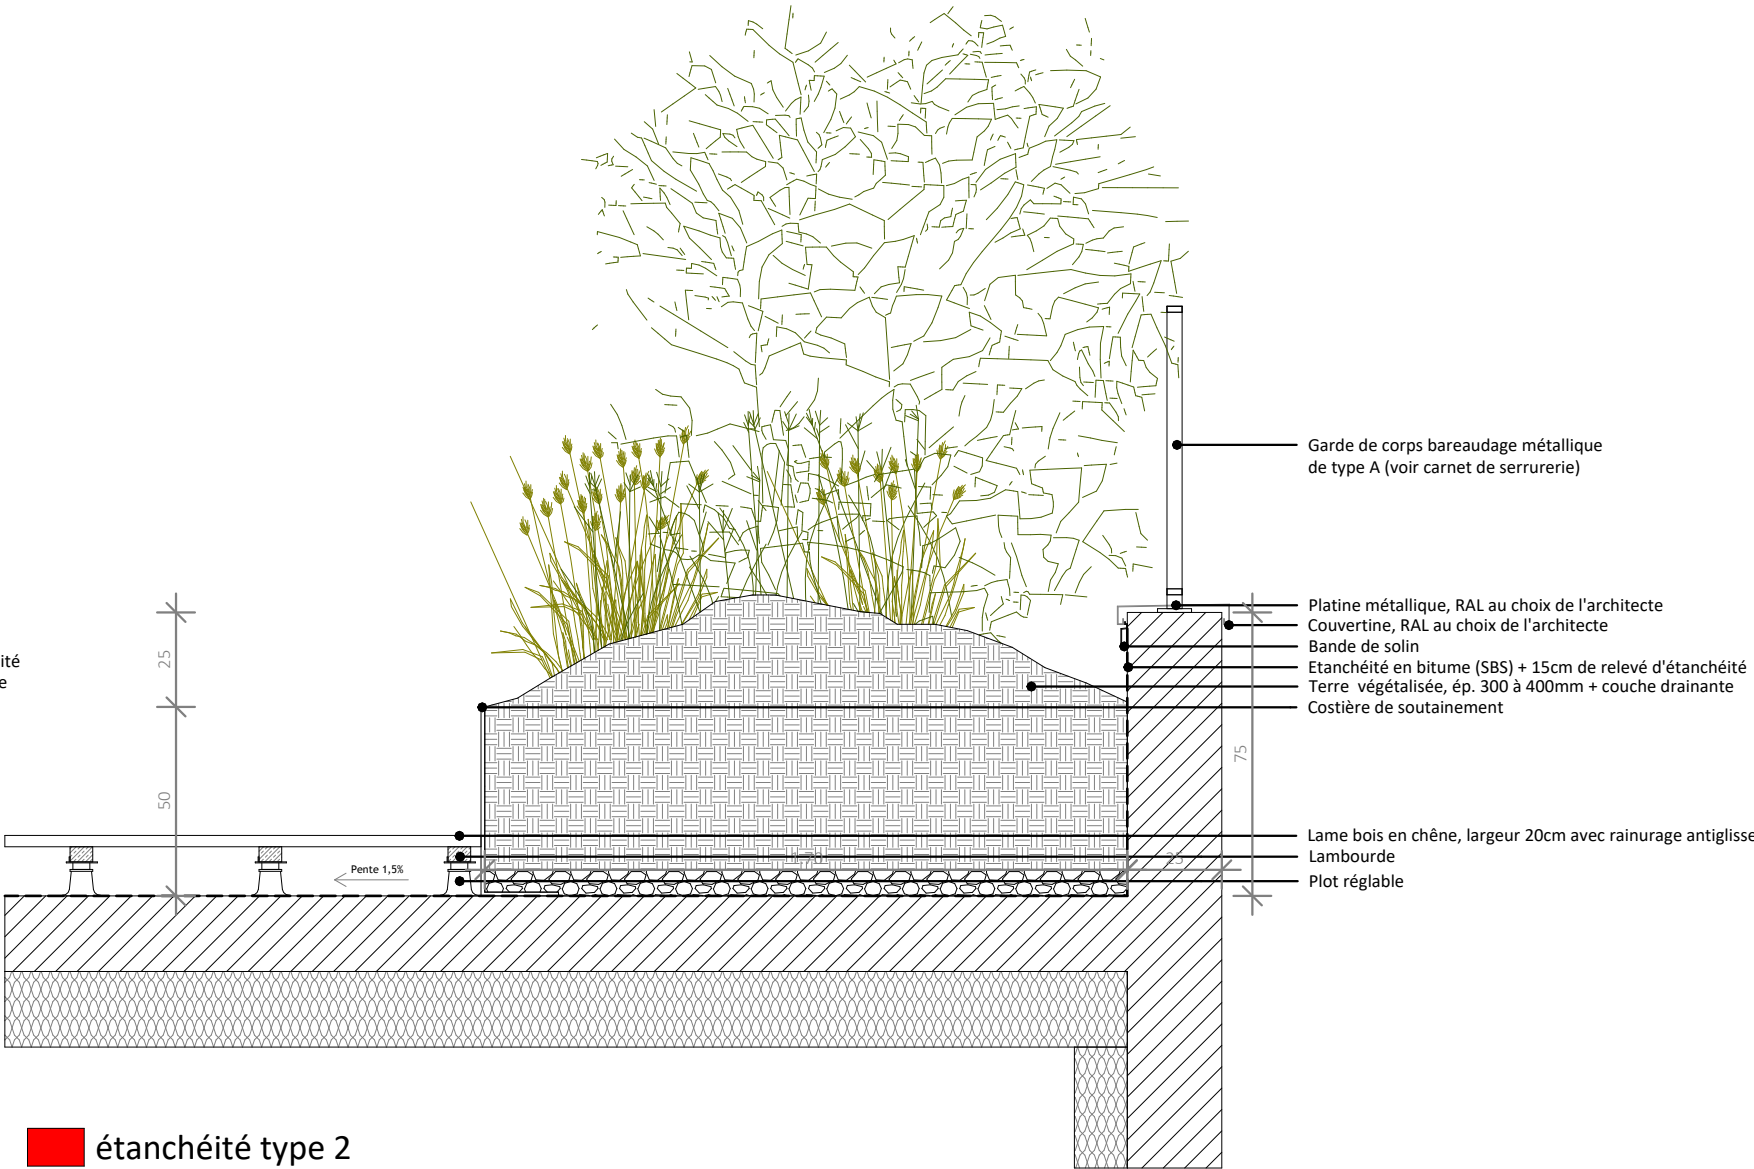 Garde de corps bareaudage métallique
de type A (voir carnet de serrurerie)
Platine métallique, RAL au choix de l'architecte
Couvertine, RAL au choix de l'architecte
Bande de solin
Etanchéité en bitume (SBS) + 15cm de relevé d'étanchéité
Terre végétalisée, ép. 300 à 400mm + couche drainante
Costière de soutainement
ité
e
25
50
75
Lame bois en chêne, largeur 20cm avec rainurage antiglisse
Lambourde
Plot réglable
Pente 1,5%
1.70
25
étanchéité type 2